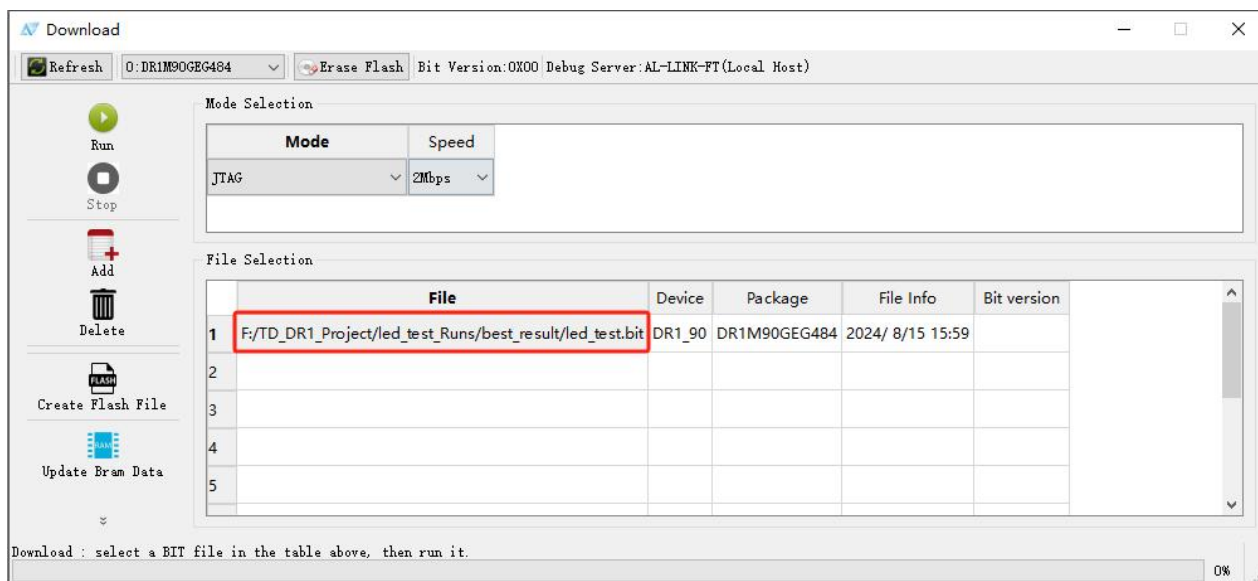 Download
Refresh 0:DR1M90GEG484 Erase Flash Bit Version:0X00 Debug Server:AL-LINK-FT(Local Host)
Run
Stop
Add
Delete
FLASH
Create Flash File
RAM
Update Bram Data
Mode Selection
Mode Speed
JTAG 2Mbps
File Selection
File Device Package File Info Bit version
1 F:/TD_DR1_Project/led_test_Runs/best_result/led_test.bit DR1_90 DR1M90GEG484 2024/ 8/15 15:59
2
3
4
5
Download : select a BIT file in the table above, then run it.
0%